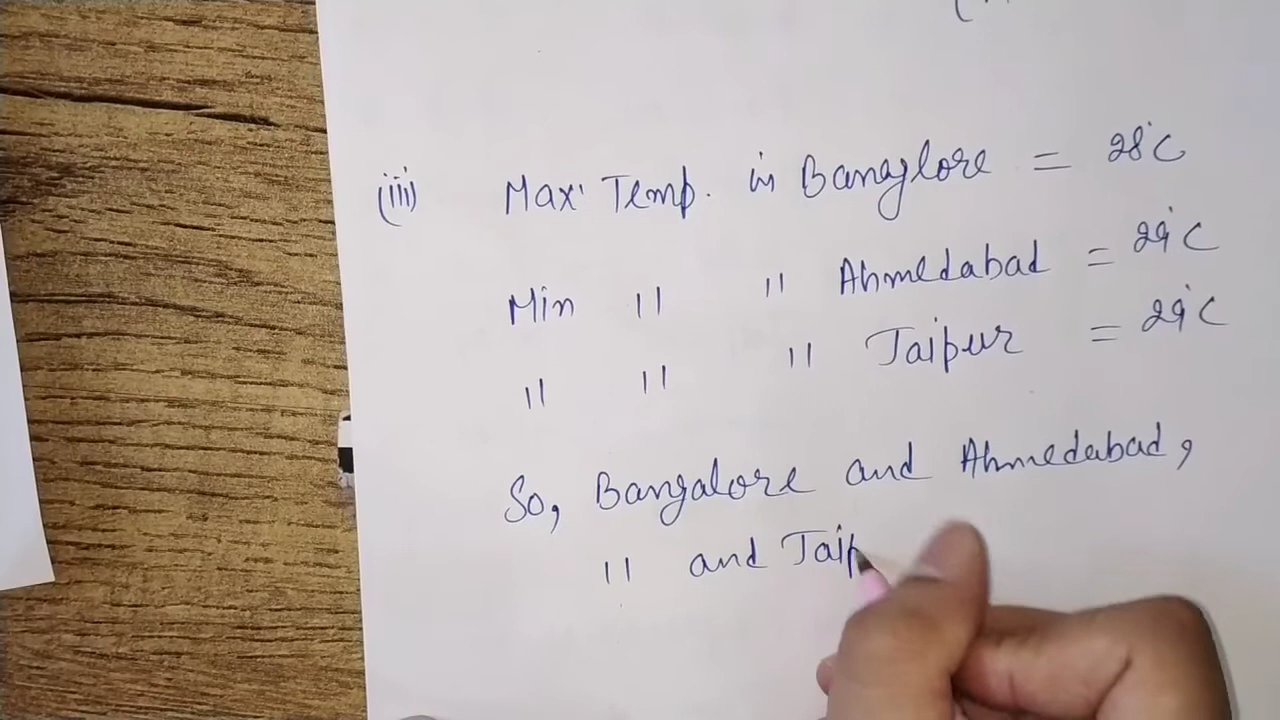 (iii) Max. Temp. in Banglore = 28°C
Min " " Ahmedabad = 29°C
" " " Jaipur = 29°C
So, Bangalore and Ahmedabad,
" and Jaip